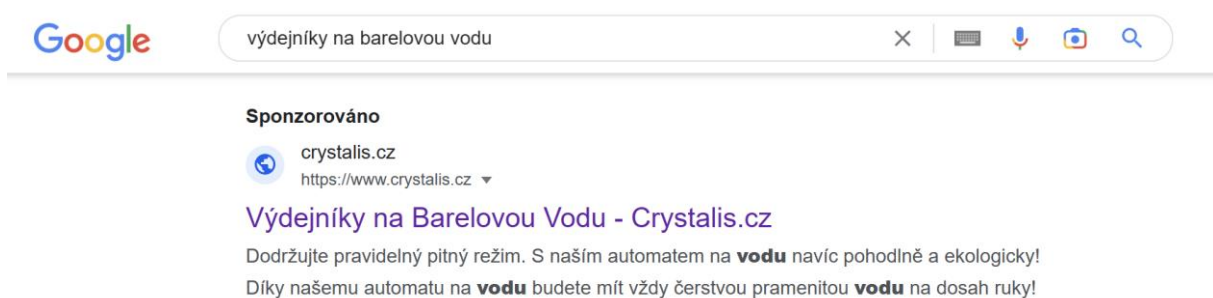 Google
výdejníky na barelovou vodu
Sponzorováno
crystalis.cz
https://www.crystalis.cz
Výdejníky na Barelovou Vodu - Crystalis.cz
Dodržujte pravidelný pitný režim. S naším automatem na vodu navíc pohodlně a ekologicky!
Díky našemu automatu na vodu budete mít vždy čerstvou pramenitou vodu na dosah ruky!